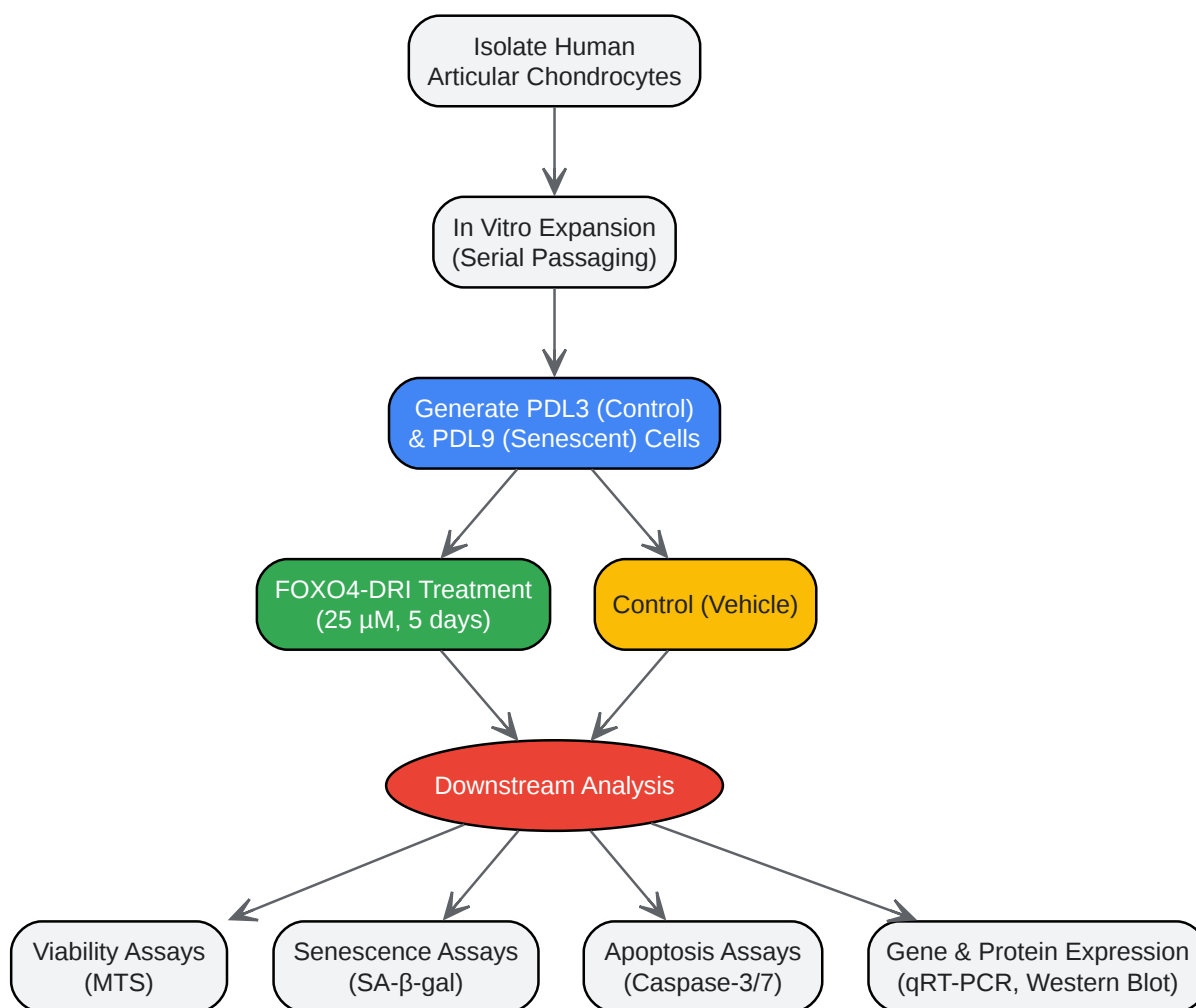 Isolate Human
Articular Chondrocytes
In Vitro Expansion
(Serial Passaging)
Generate PDL3 (Control)
& PDL9 (Senescent) Cells
FOXO4-DRI Treatment
(25 µM, 5 days)
Control (Vehicle)
Downstream Analysis
Viability Assays
(MTS)
Senescence Assays
(SA-β-gal)
Apoptosis Assays
(Caspase-3/7)
Gene & Protein Expression
(qRT-PCR, Western Blot)